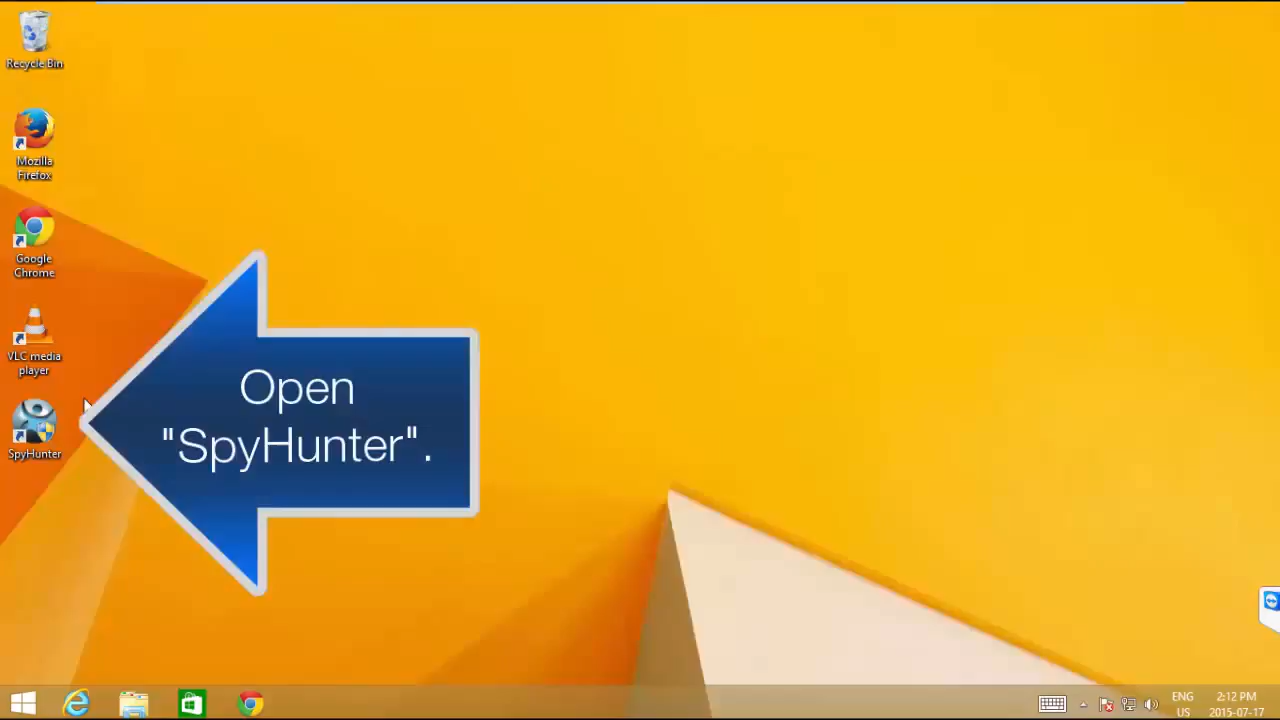 Recycle Bin
Mozilla
Firefox
Google
Chrome
VLC media
player
SpyHunter
Open
"SpyHunter".
ENG
US
2:12 PM
2015-07-17